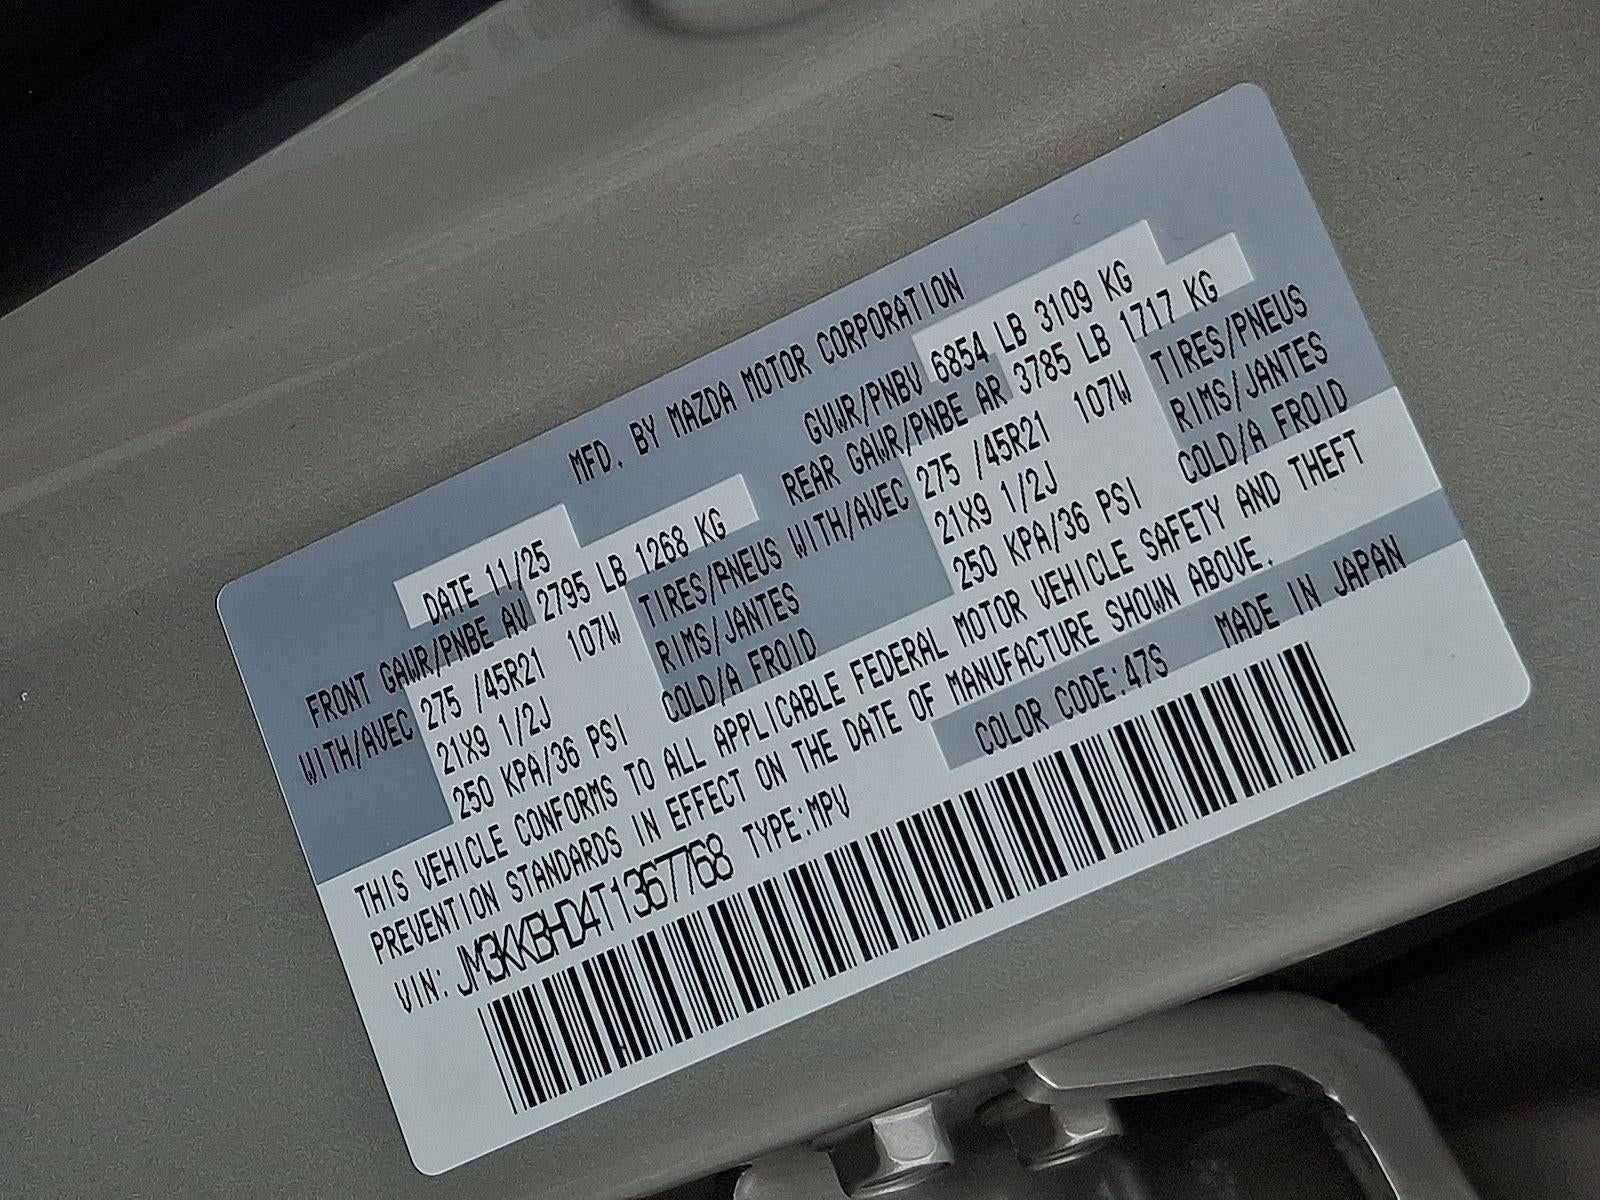 MFD. BY MAZDA MOTOR CORPORATION
DATE 11/25 GVWR/PNBV 6854 LB 3109 KG
FRONT GAWR/PNBE AV 2795 LB 1268 KG REAR GAWR/PNBE AR 3785 LB 1717 KG
WITH/AVEC 275 /45R21 107W TIRES/PNEUS WITH/AVEC 275 /45R21 107W TIRES/PNEUS
21X9 1/2J RIMS/JANTES 21X9 1/2J RIMS/JANTES
250 KPA/36 PSI COLD/A FROID 250 KPA/36 PSI COLD/A FROID
THIS VEHICLE CONFORMS TO ALL APPLICABLE FEDERAL MOTOR VEHICLE SAFETY AND THEFT
PREVENTION STANDARDS IN EFFECT ON THE DATE OF MANUFACTURE SHOWN ABOVE.
VIN: JM3KKBHD4T1367768 TYPE:MPV COLOR CODE:47S MADE IN JAPAN